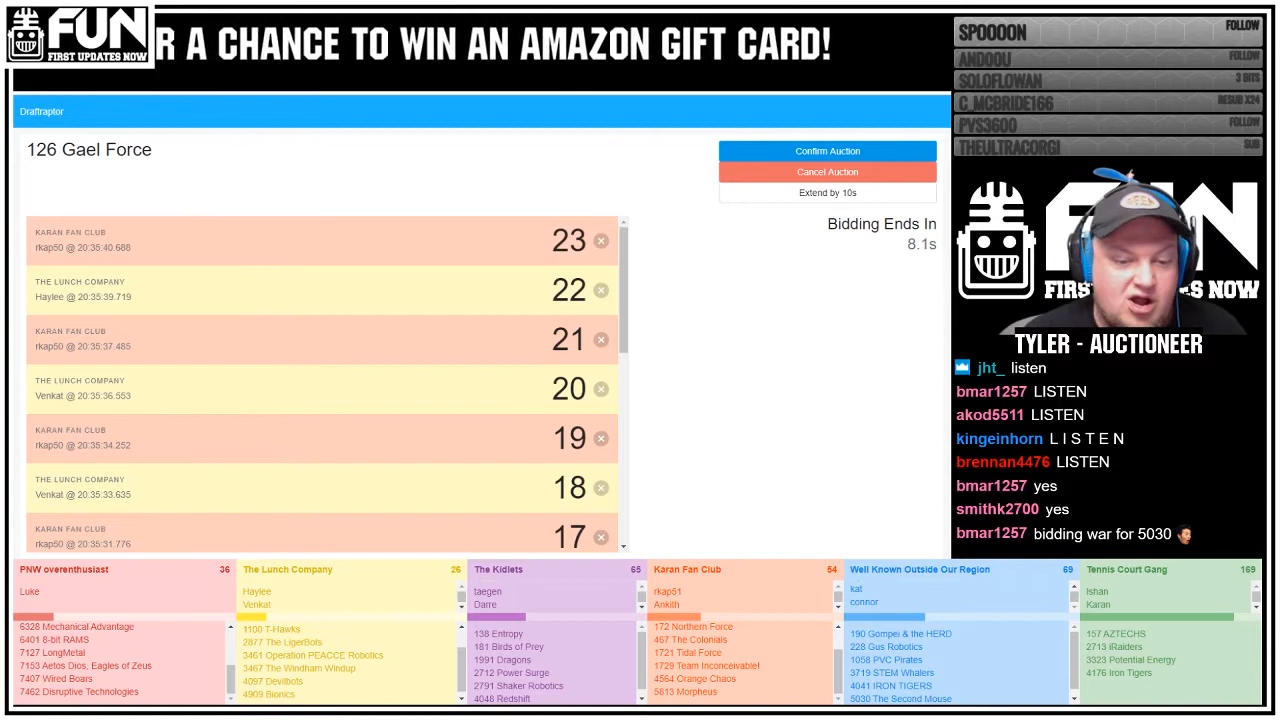 FUN
FIRST UPDATES NOW
R A CHANCE TO WIN AN AMAZON GIFT CARD!
Draftraptor
126 Gael Force
Confirm Auction
Cancel Auction
Extend by 10s
Bidding Ends In
8.1s
KARAN FAN CLUB
rkap50 @ 20:35:40.688
23
THE LUNCH COMPANY
Haylee @ 20:35:39.719
22
KARAN FAN CLUB
rkap50 @ 20:35:37.485
21
THE LUNCH COMPANY
Venkat @ 20:35:36.553
20
KARAN FAN CLUB
rkap50 @ 20:35:34.252
19
THE LUNCH COMPANY
Venkat @ 20:35:33.635
18
KARAN FAN CLUB
rkap50 @ 20:35:31.776
17
SPOOOON FOLLOW
ANDOOU FOLLOW
SOLOFLOWAN 3 BITS
C_MCBRIDE166 RESUB X24
PVS3600 FOLLOW
THEULTRACORGI SUB
TYLER - AUCTIONEER
jht_ listen
bmar1257 LISTEN
akod5511 LISTEN
kingeinhorn L I S T E N
brennan4476 LISTEN
bmar1257 yes
smithk2700 yes
bmar1257 bidding war for 5030
PNW overenthusiast 36
Luke
6328 Mechanical Advantage
6401 8-bit RAMS
7127 LongMetal
7153 Aetos Dios, Eagles of Zeus
7407 Wired Boars
7462 Disruptive Technologies
The Lunch Company 26
Haylee
Venkat
1100 T-Hawks
2877 The LigerBots
3461 Operation PEACCE Robotics
3467 The Windham Windup
4097 Devilbots
4909 Bionics
The Kidlets 65
taegen
Darre
138 Entropy
181 Birds of Prey
1991 Dragons
2712 Power Surge
2791 Shaker Robotics
4048 Redshift
Karan Fan Club 54
rkap51
Ankith
172 Northern Force
467 The Colonials
1721 Tidal Force
1729 Team Inconceivable!
4564 Orange Chaos
5813 Morpheus
Well Known Outside Our Region 69
kat
connor
190 Gompei & the HERD
228 Gus Robotics
1058 PVC Pirates
3719 STEM Whalers
4041 IRON TIGERS
5030 The Second Mouse
Tennis Court Gang 169
Ishan
Karan
157 AZTECHS
2713 iRaiders
3323 Potential Energy
4176 Iron Tigers